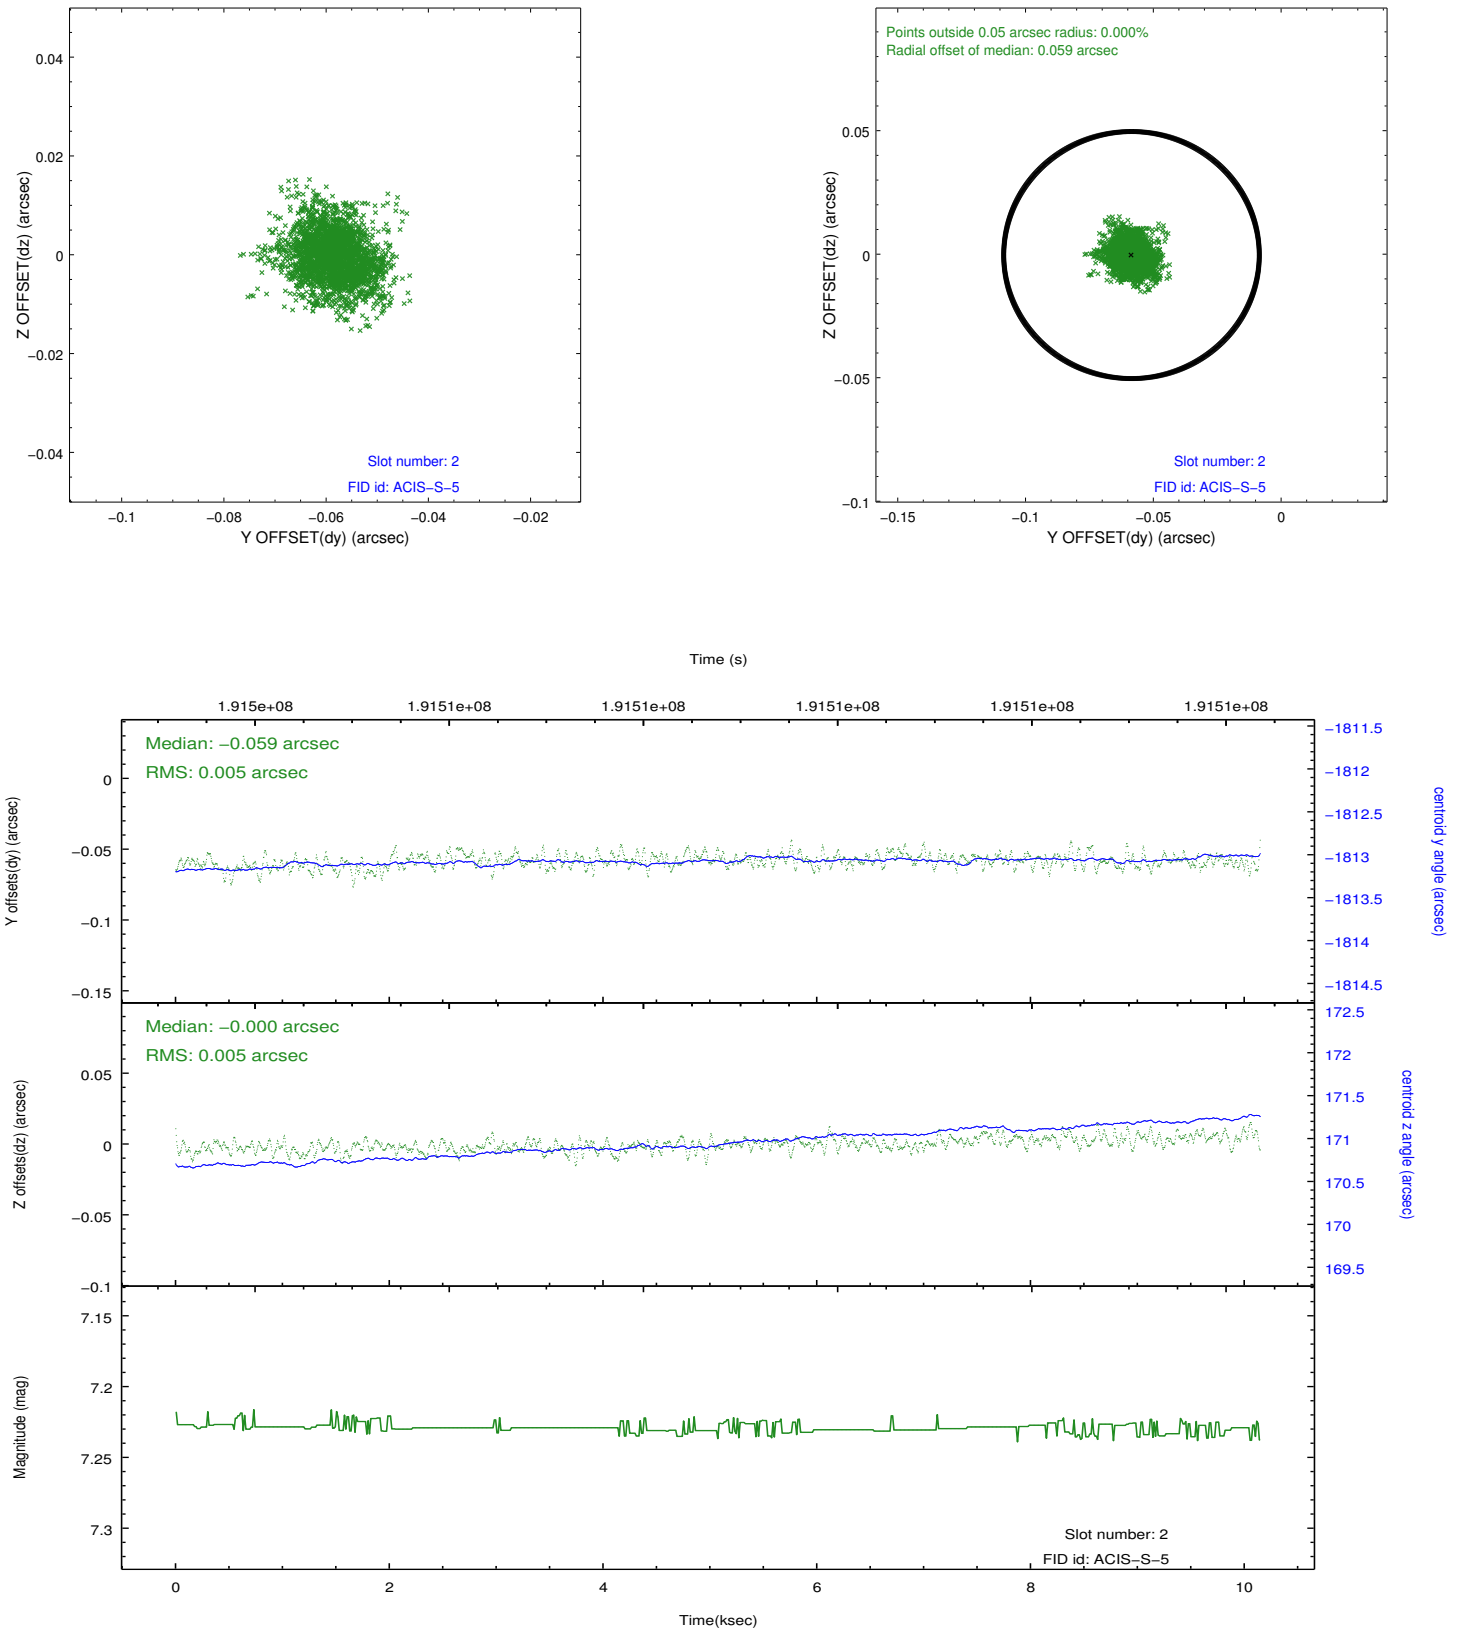 0.04
0.02
0
−0.02
−0.04
Z OFFSET(dz) (arcsec)
Slot number: 2
FID id: ACIS−S−5
−0.1
−0.08
−0.06
−0.04
−0.02
Y OFFSET(dy) (arcsec)
Points outside 0.05 arcsec radius: 0.000%
Radial offset of median: 0.059 arcsec
0.05
0
−0.05
−0.1
Z OFFSET(dz) (arcsec)
Slot number: 2
FID id: ACIS−S−5
−0.15
−0.1
−0.05
0
Y OFFSET(dy) (arcsec)
Time (s)
1.915e+08
1.9151e+08
1.9151e+08
1.9151e+08
1.9151e+08
1.9151e+08
Median: −0.059 arcsec
RMS: 0.005 arcsec
0
−0.05
−0.1
−0.15
Y offsets(dy) (arcsec)
−1811.5
−1812
−1812.5
−1813
−1813.5
−1814
−1814.5
centroid y angle (arcsec)
Median: −0.000 arcsec
RMS: 0.005 arcsec
0.05
0
−0.05
−0.1
Z offsets(dz) (arcsec)
172.5
172
171.5
171
170.5
170
169.5
centroid z angle (arcsec)
7.15
7.2
7.25
7.3
Magnitude (mag)
Slot number: 2
FID id: ACIS−S−5
0
2
4
6
8
10
Time(ksec)